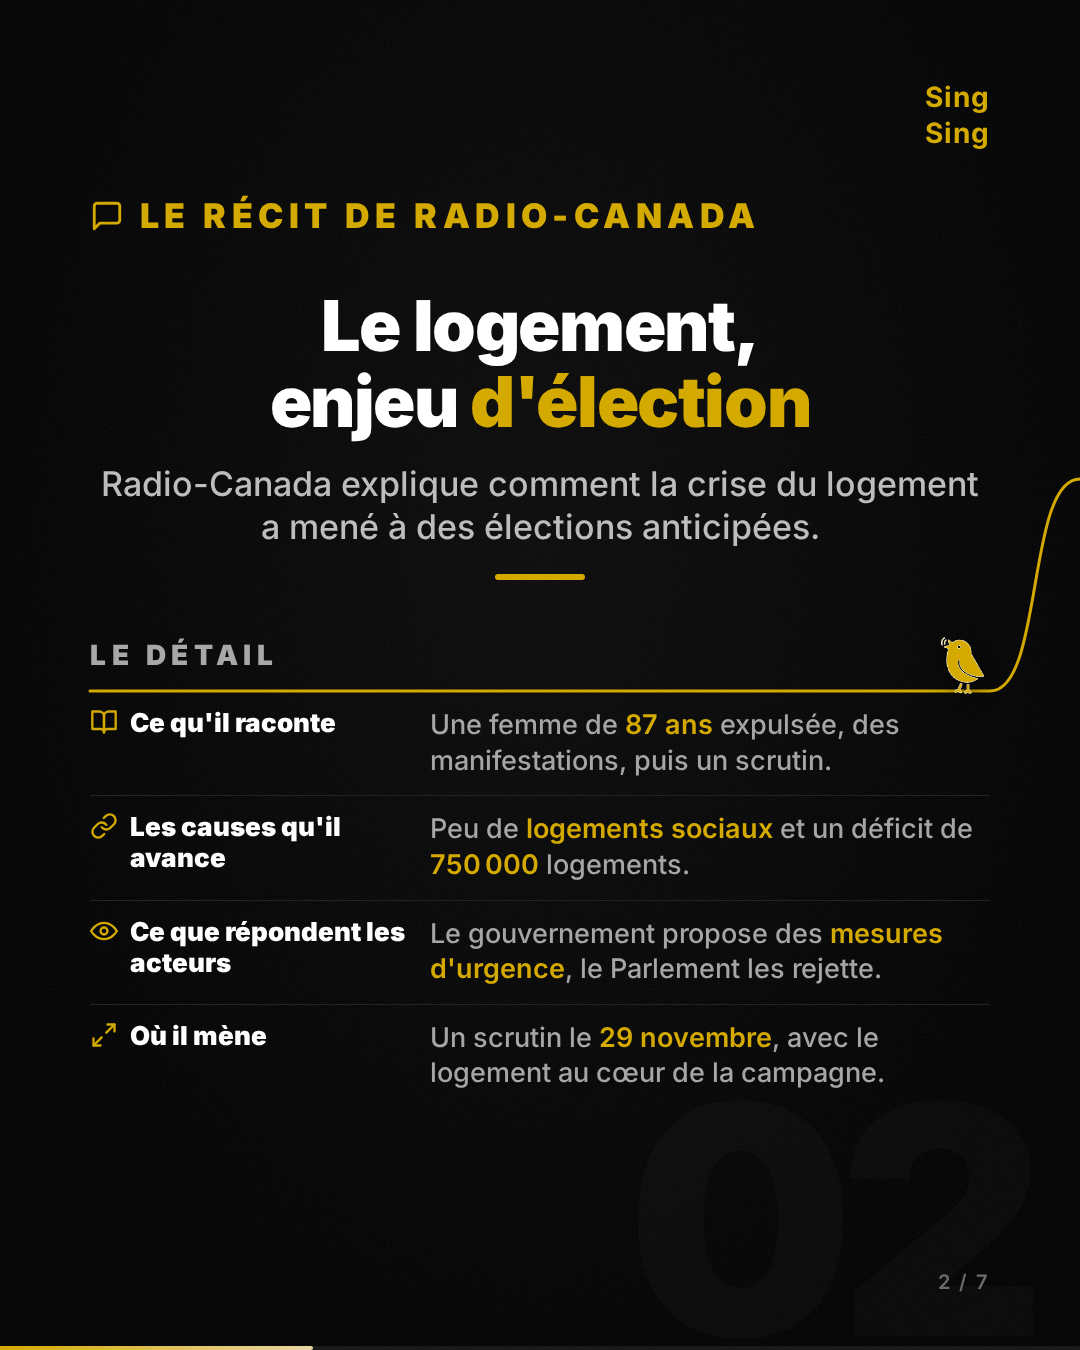 Sing
Sing
LE RÉCIT DE RADIO-CANADA
Le logement,
enjeu d'élection
Radio-Canada explique comment la crise du logement
a mené à des élections anticipées.
LE DÉTAIL
Ce qu'il raconte
Une femme de 87 ans expulsée, des
manifestations, puis un scrutin.
Les causes qu'il
avance
Peu de logements sociaux et un déficit de
750 000 logements.
Ce que répondent les
acteurs
Le gouvernement propose des mesures
d'urgence, le Parlement les rejette.
Où il mène
Un scrutin le 29 novembre, avec le
logement au cœur de la campagne.
02
2 / 7